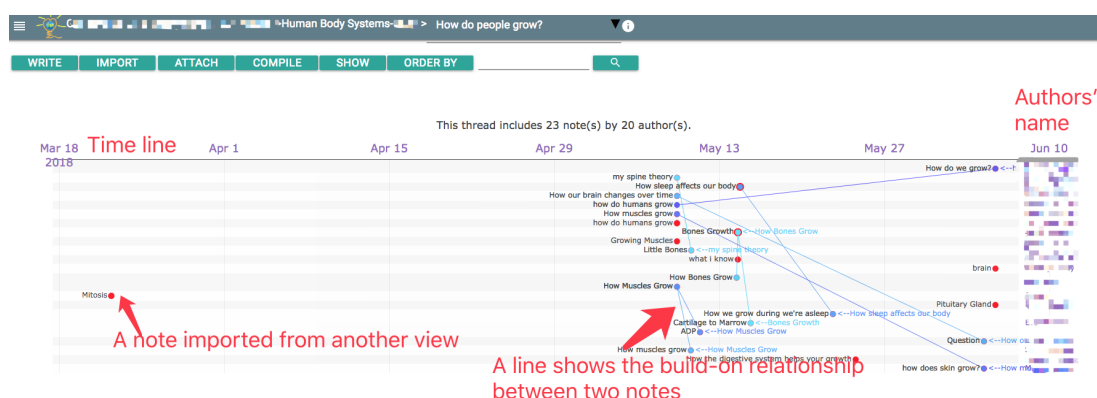 -Human Body Systems- > How do people grow?
WRITE IMPORT ATTACH COMPILE SHOW ORDER BY
Authors'
name
This thread includes 23 note(s) by 20 author(s).
Time line
Mar 18 Apr 1 Apr 15 Apr 29 May 13 May 27 Jun 10
2018
How do we grow? <--
my spine theory
How sleep affects our body
How our brain changes over time
how do humans grow
How muscles grow
how do humans grow
Bones Growth <--How Bones Grow
Growing Muscles
Little Bones <--my spine theory
what i know
brain
How Bones Grow
How Muscles Grow
Mitosis
Pituitary Gland
How we grow during we're asleep <--How sleep affects our body
Cartilage to Marrow <--Bones Growth
ADP <--How Muscles Grow
A note imported from another view
Question <--How
How muscles grow <--How Muscles Grow
How the digestive system helps your growth
A line shows the build-on relationship
between two notes
how does skin grow? <--How